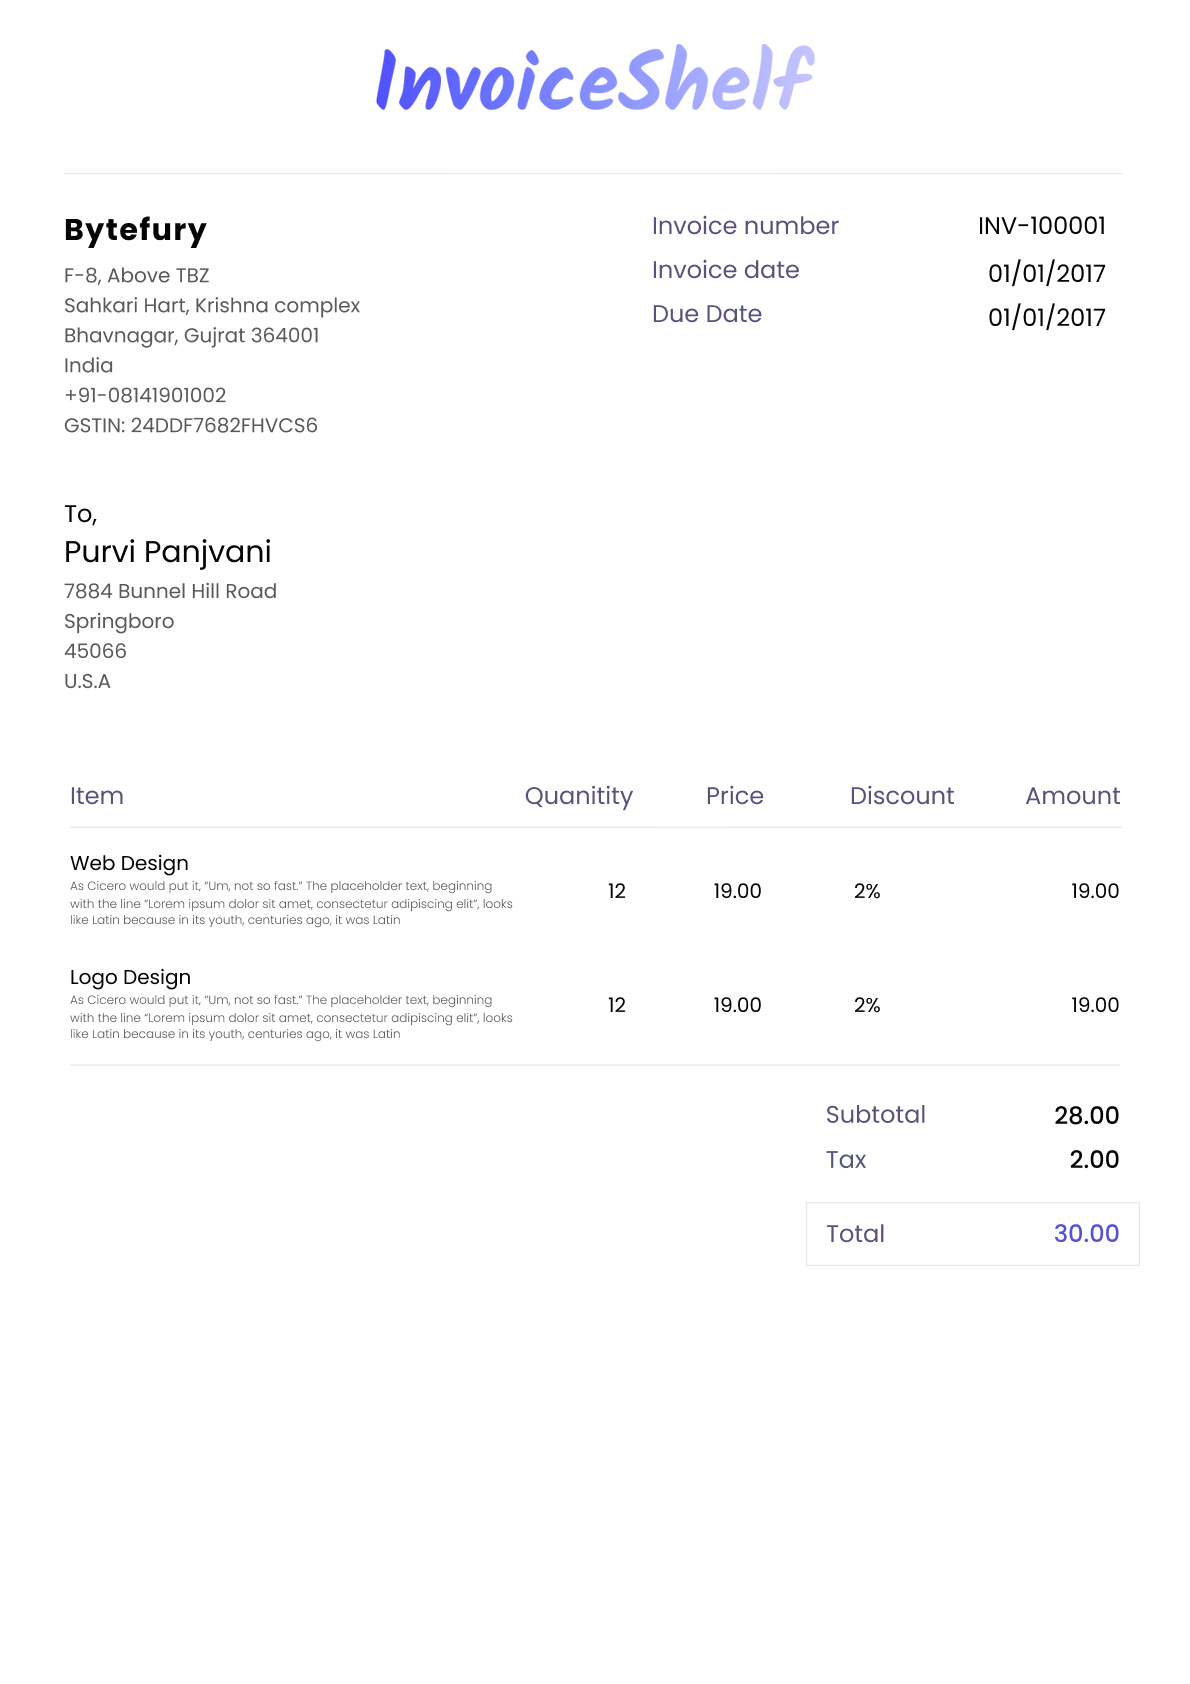 InvoiceShelf
Bytefury
F-8, Above TBZ
Sahkari Hart, Krishna complex
Bhavnagar, Gujrat 364001
India
+91-08141901002
GSTIN: 24DDF7682FHVCS6
Invoice number INV-100001
Invoice date 01/01/2017
Due Date 01/01/2017
To,
Purvi Panjvani
7884 Bunnel Hill Road
Springboro
45066
U.S.A
Item Quanitity Price Discount Amount
Web Design
As Cicero would put it, “Um, not so fast.” The placeholder text, beginning
with the line “Lorem ipsum dolor sit amet, consectetur adipiscing elit”, looks
like Latin because in its youth, centuries ago, it was Latin
12 19.00 2% 19.00
Logo Design
As Cicero would put it, “Um, not so fast.” The placeholder text, beginning
with the line “Lorem ipsum dolor sit amet, consectetur adipiscing elit”, looks
like Latin because in its youth, centuries ago, it was Latin
12 19.00 2% 19.00
Subtotal 28.00
Tax 2.00
Total 30.00